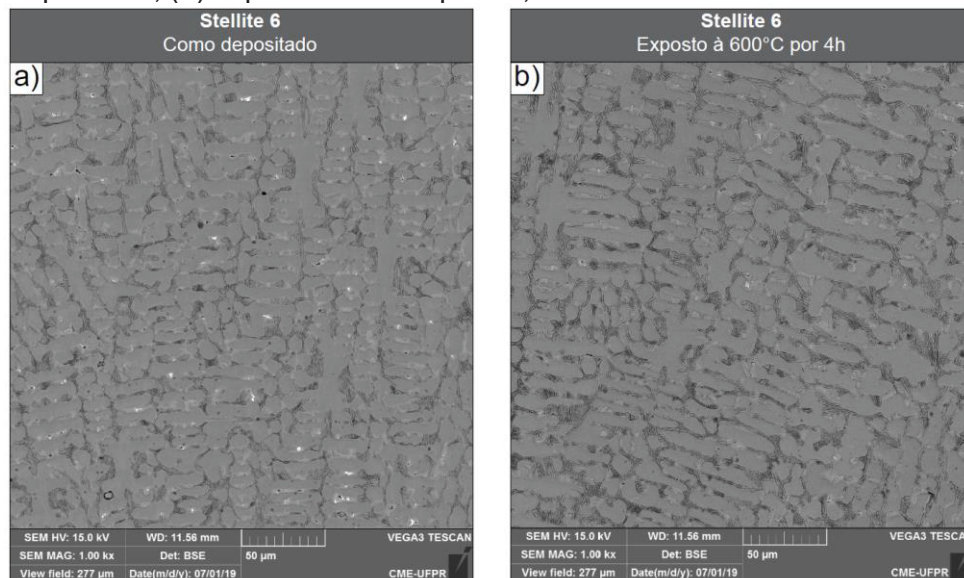 Stellite 6
Como depositado
a)
SEM HV: 15.0 kV WD: 11.56 mm VEGA3 TESCAN
SEM MAG: 1.00 kx Det: BSE 50 µm
View field: 277 µm Date(m/d/y): 07/01/19 CME-UFPR
Stellite 6
Exposto à 600°C por 4h
b)
SEM HV: 15.0 kV WD: 11.56 mm VEGA3 TESCA
SEM MAG: 1.00 kx Det: BSE 50 µm
View field: 277 µm Date(m/d/y): 07/01/19 CME-UFPR